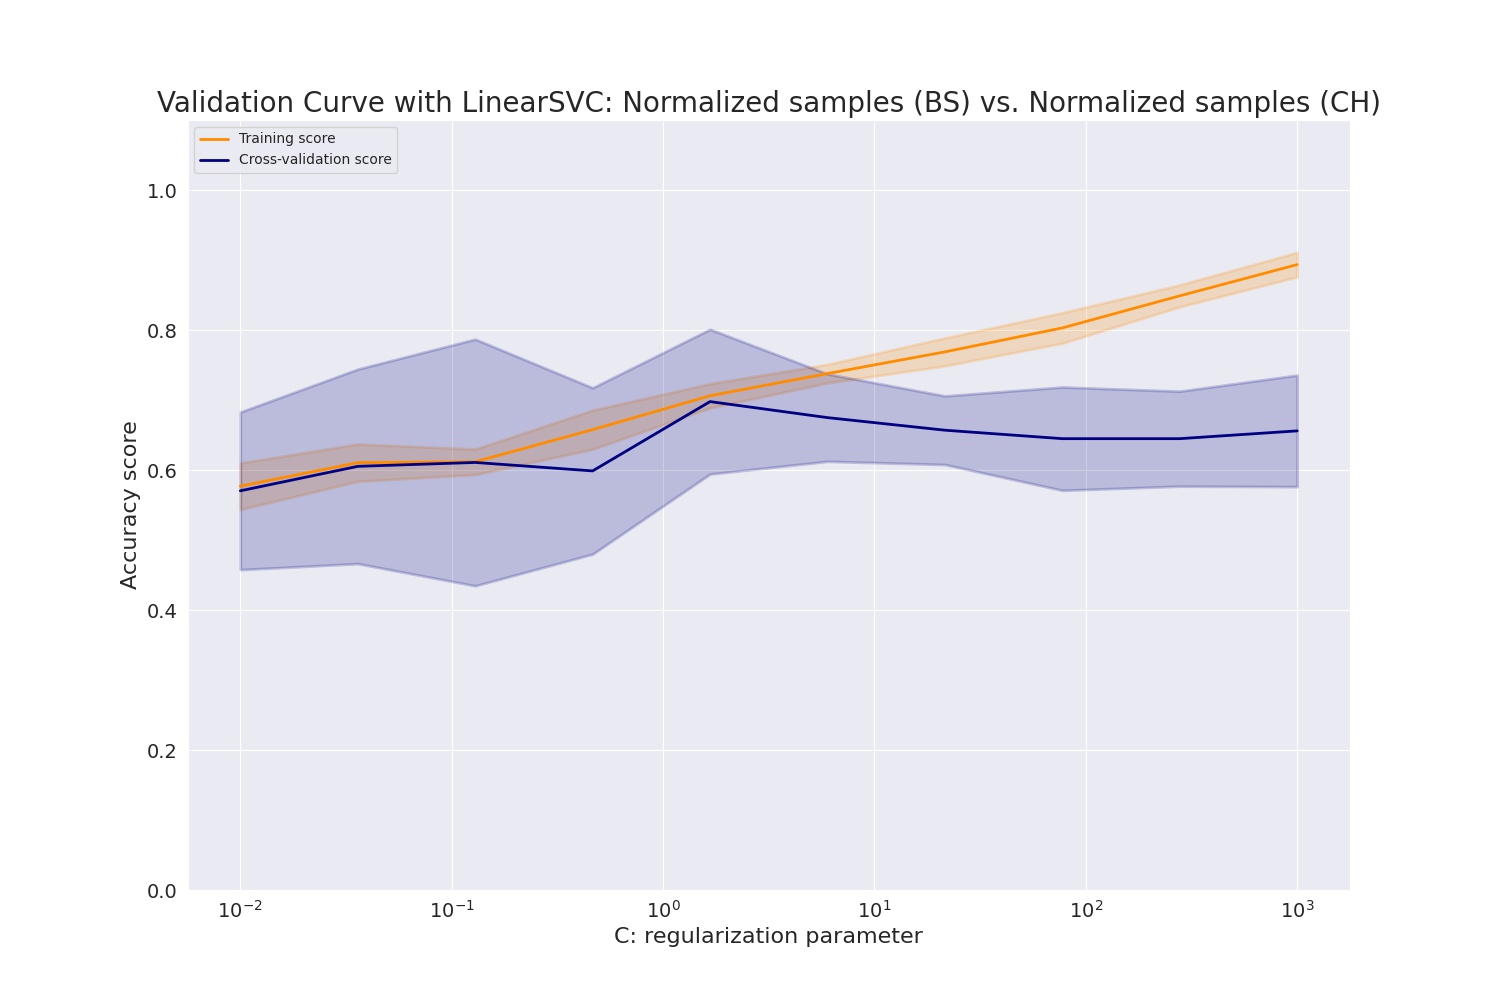 Validation Curve with LinearSVC: Normalized samples (BS) vs. Normalized samples (CH)
Training score
Cross-validation score
1.0
0.8
0.6
0.4
0.2
0.0
Accuracy score
10⁻² 10⁻¹ 10⁰ 10¹ 10² 10³
C: regularization parameter